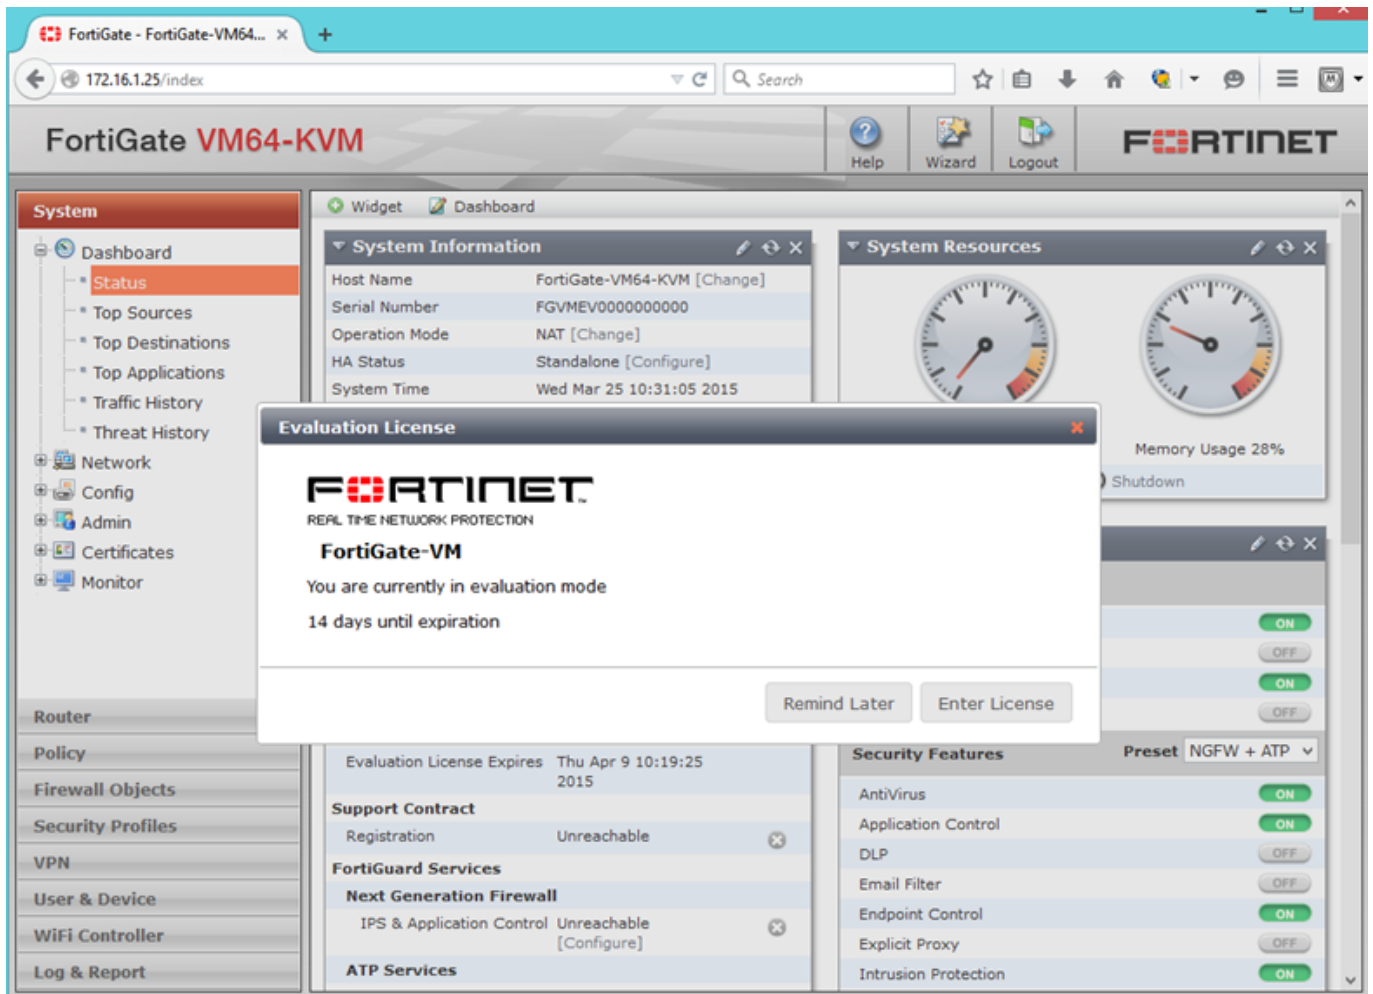 FortiGate - FortiGate-VM64... × +
172.16.1.25/index
Search
FortiGate VM64-KVM
Help
Wizard
Logout
FORTINET
System
Dashboard
Status
Top Sources
Top Destinations
Top Applications
Traffic History
Threat History
Network
Config
Admin
Certificates
Monitor
Router
Policy
Firewall Objects
Security Profiles
VPN
User & Device
WiFi Controller
Log & Report
Widget Dashboard
System Information
Host Name FortiGate-VM64-KVM [Change]
Serial Number FGVMEV0000000000
Operation Mode NAT [Change]
HA Status Standalone [Configure]
System Time Wed Mar 25 10:31:05 2015
System Resources
Memory Usage 28%
Shutdown
Evaluation License
FORTINET
REAL TIME NETWORK PROTECTION
FortiGate-VM
You are currently in evaluation mode
14 days until expiration
Remind Later Enter License
Evaluation License Expires Thu Apr 9 10:19:25
2015
Support Contract
Registration Unreachable
FortiGuard Services
Next Generation Firewall
IPS & Application Control Unreachable
[Configure]
ATP Services
ON
OFF
ON
OFF
Security Features Preset NGFW + ATP
AntiVirus ON
Application Control ON
DLP OFF
Email Filter OFF
Endpoint Control ON
Explicit Proxy OFF
Intrusion Protection ON